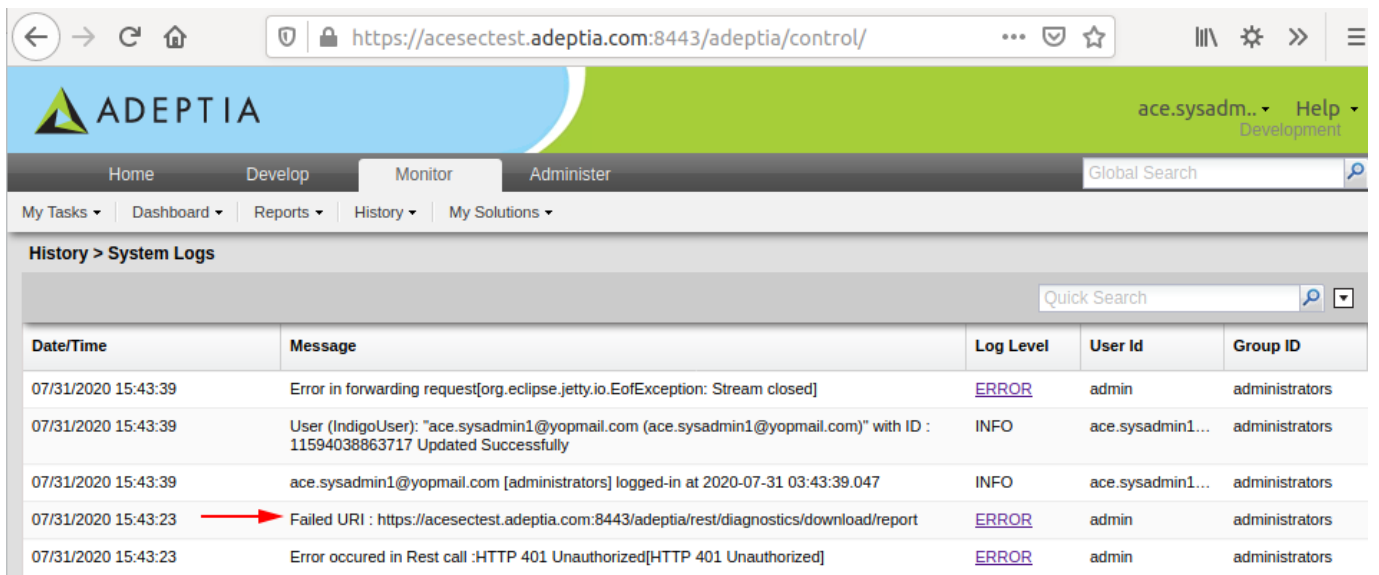 https://acesectest.adeptia.com:8443/adeptia/control/
ADEPTIA
ace.sysadm.. Help
Development
Home Develop Monitor Administer Global Search
My Tasks Dashboard Reports History My Solutions
History > System Logs
Quick Search
Date/Time Message Log Level User Id Group ID
07/31/2020 15:43:39 Error in forwarding request[org.eclipse.jetty.io.EofException: Stream closed] ERROR admin administrators
07/31/2020 15:43:39 User (IndigoUser): "ace.sysadmin1@yopmail.com (ace.sysadmin1@yopmail.com)" with ID : INFO ace.sysadmin1... administrators
11594038863717 Updated Successfully
07/31/2020 15:43:39 ace.sysadmin1@yopmail.com [administrators] logged-in at 2020-07-31 03:43:39.047 INFO ace.sysadmin1... administrators
07/31/2020 15:43:23 Failed URI : https://acesectest.adeptia.com:8443/adeptia/rest/diagnostics/download/report ERROR admin administrators
07/31/2020 15:43:23 Error occured in Rest call :HTTP 401 Unauthorized[HTTP 401 Unauthorized] ERROR admin administrators